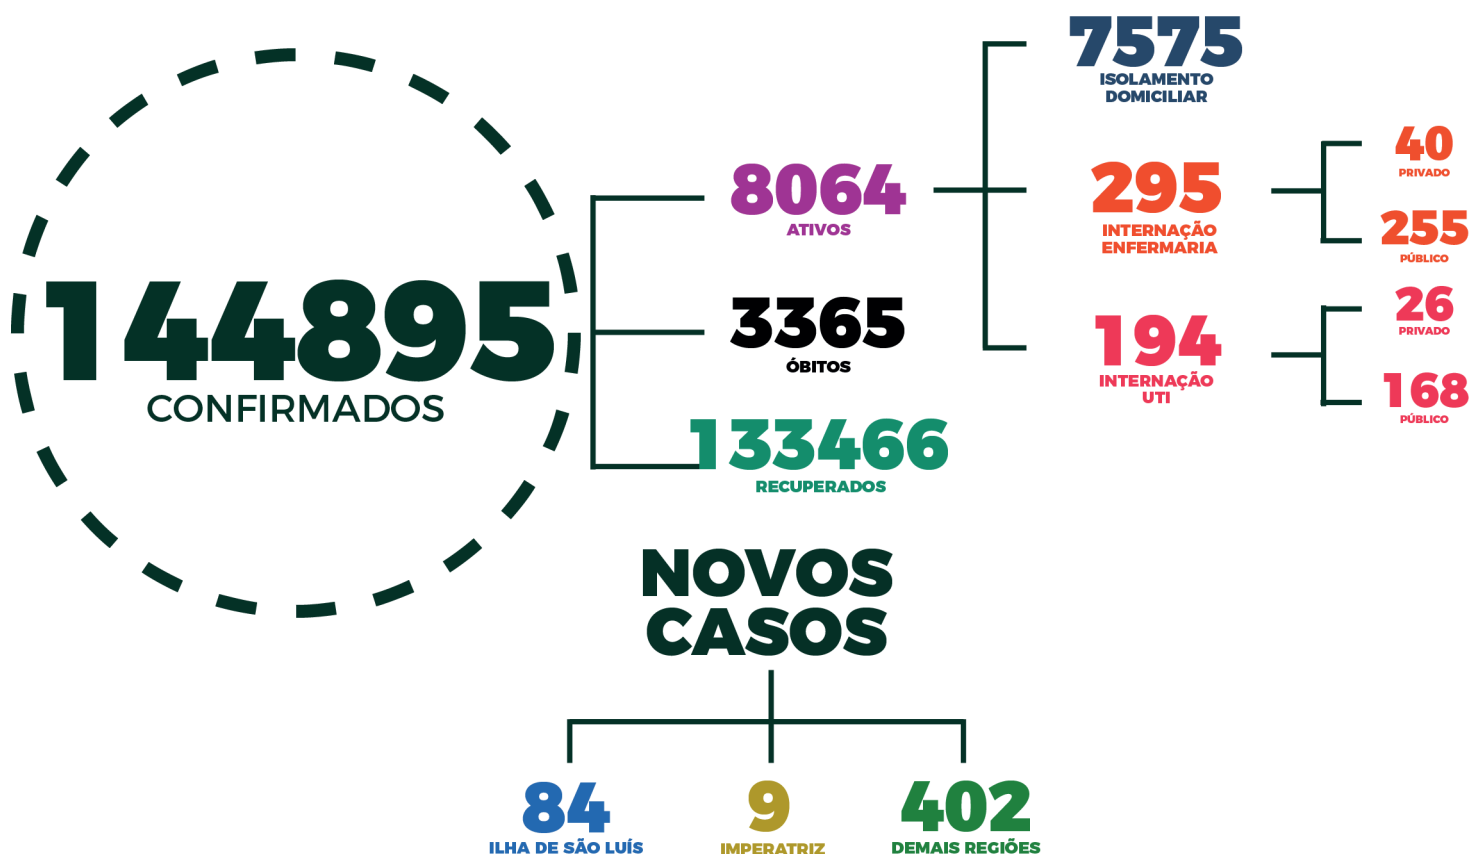 144895
CONFIRMADOS
8064
ATIVOS
3365
ÓBITOS
133466
RECUPERADOS
7575
ISOLAMENTO
DOMICILIAR
295
INTERNAÇÃO
ENFERMARIA
40
PRIVADO
255
PÚBLICO
194
INTERNAÇÃO
UTI
26
PRIVADO
168
PÚBLICO
NOVOS
CASOS
84
ILHA DE SÃO LUÍS
9
IMPERATRIZ
402
DEMAIS REGIÕES